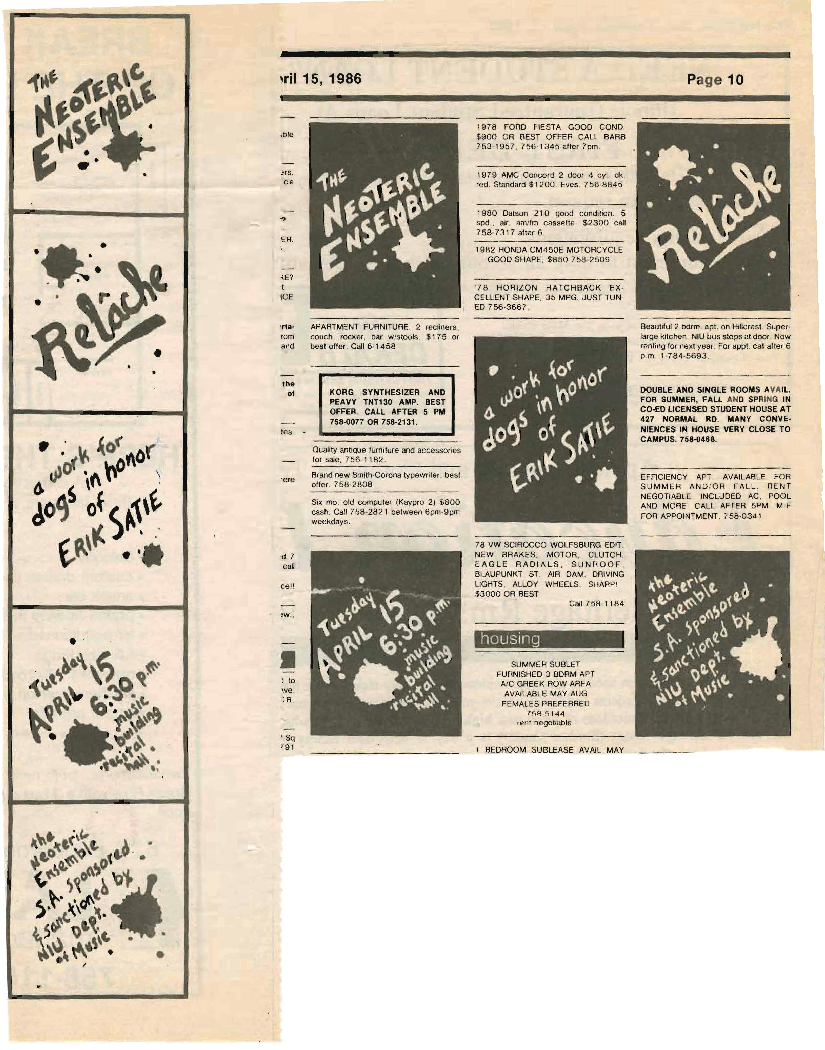 THE
NEOTERIC
ENSEMBLE
Relâche
a work for
dogs in honor
of
ERIK SATIE
Tuesday
APRIL 15
6:30 p.m.
music
building
recital
hall
the
Neoteric
Ensemble
S.A. Sponsored
& Sanctioned by
NIU Dept.
of Music
ril 15, 1986
Page 10
THE
NEOTERIC
ENSEMBLE
APARTMENT FURNITURE. 2 recliners,
couch, rocker, bar w/stools. $175 or
best offer. Call 6-1458
KORG SYNTHESIZER AND
PEAVY TNT130 AMP. BEST
OFFER. CALL AFTER 5 PM
758-0077 OR 758-2131.
Quality antique furniture and accessories
for sale, 756-1182.
Brand new Smith-Corona typewriter, best
offer. 758-2808
Six mo. old computer (Kaypro 2) $800
cash. Call 758-2821 between 6pm-9pm
weekdays.
Tuesday
APRIL 15
6:30 p.m.
music
building
recital
hall
1978 FORD FIESTA GOOD COND.
$900 OR BEST OFFER CALL BARB
753-1957, 756-1345 after 7pm.
1979 AMC Concord 2 door 4 cyl. dk.
red. Standard $1200. Eves. 756-8846
1980 Datsun 210 good condition. 5
spd., air, am/fm cassette. $2300 call
758-7317 after 6
1982 HONDA CM450E MOTORCYCLE
GOOD SHAPE, $850 758-2509
'78 HORIZON HATCHBACK EX-
CELLENT SHAPE, 35 MPG. JUST TUN-
ED 756-3667.
a work for
dogs in honor
of
ERIK SATIE
78 VW SCIROCCO WOLFSBURG EDIT.
NEW BRAKES, MOTOR, CLUTCH,
EAGLE RADIALS, SUNROOF,
BLAUPUNKT ST. AIR DAM, DRIVING
LIGHTS, ALLOY WHEELS. SHARP!
$3000 OR BEST
Call 758-1184
housing
SUMMER SUBLET
FURNISHED 3 BDRM APT
A/C GREEK ROW AREA
AVAILABLE MAY-AUG
FEMALES PREFERRED
758-5144
rent negotiable
1 BEDROOM SUBLEASE AVAIL MAY
Relâche
Beautiful 2 bdrm. apt. on Hillcrest. Super-
large kitchen. NIU bus stops at door. Now
renting for next year. For appt. call after 6
p.m. 1-784-5693.
DOUBLE AND SINGLE ROOMS AVAIL.
FOR SUMMER, FALL AND SPRING IN
CO-ED LICENSED STUDENT HOUSE AT
427 NORMAL RD. MANY CONVE-
NIENCES IN HOUSE VERY CLOSE TO
CAMPUS. 758-0468.
EFFICIENCY APT. AVAILABLE FOR
SUMMER AND/OR FALL. RENT
NEGOTIABLE INCLUDED AC, POOL
AND MORE. CALL AFTER 5PM. M-F
FOR APPOINTMENT. 758-0341
the
Neoteric
Ensemble
S.A. Sponsored
& Sanctioned by
NIU Dept.
of Music